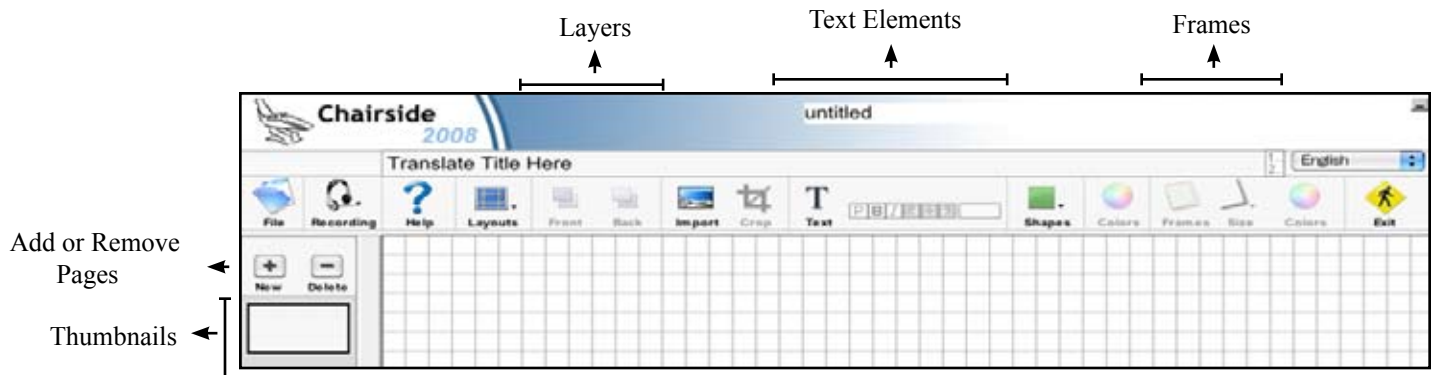 Layers
Text Elements
Frames
Chairside
2008
untitled
Translate Title Here
English
File
Recording
Help
Layouts
Front
Back
Import
Crop
T
Text
Shapes
Colors
Frames
Size
Colors
Exit
Add or Remove
Pages
New
Delete
Thumbnails